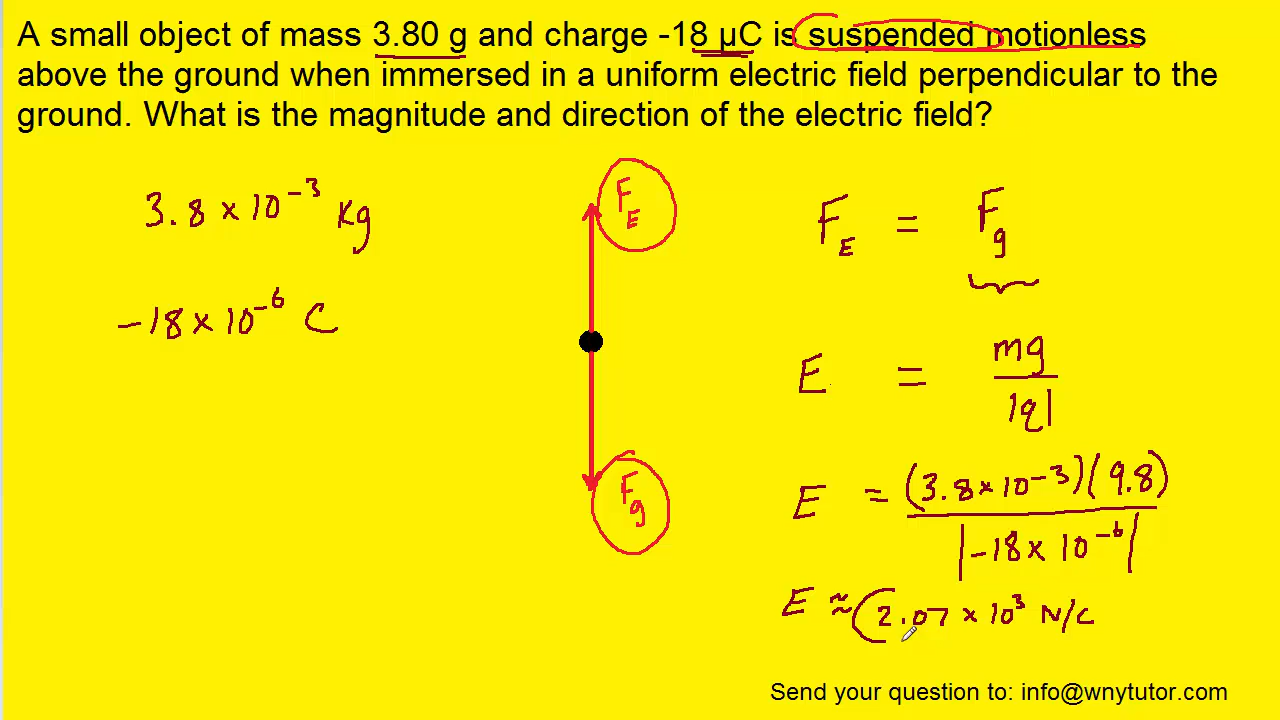 A small object of mass 3.80 g and charge -18 µC is suspended motionless
above the ground when immersed in a uniform electric field perpendicular to the
ground. What is the magnitude and direction of the electric field?
3.8 × 10⁻³ Kg
-18 × 10⁻⁶ C
F_E
F_g
F_E = F_g
E = mg / |q|
E = (3.8 × 10⁻³)(9.8) / |-18 × 10⁻⁶|
E ≈ 2.07 × 10³ N/C
Send your question to: info@wnytutor.com